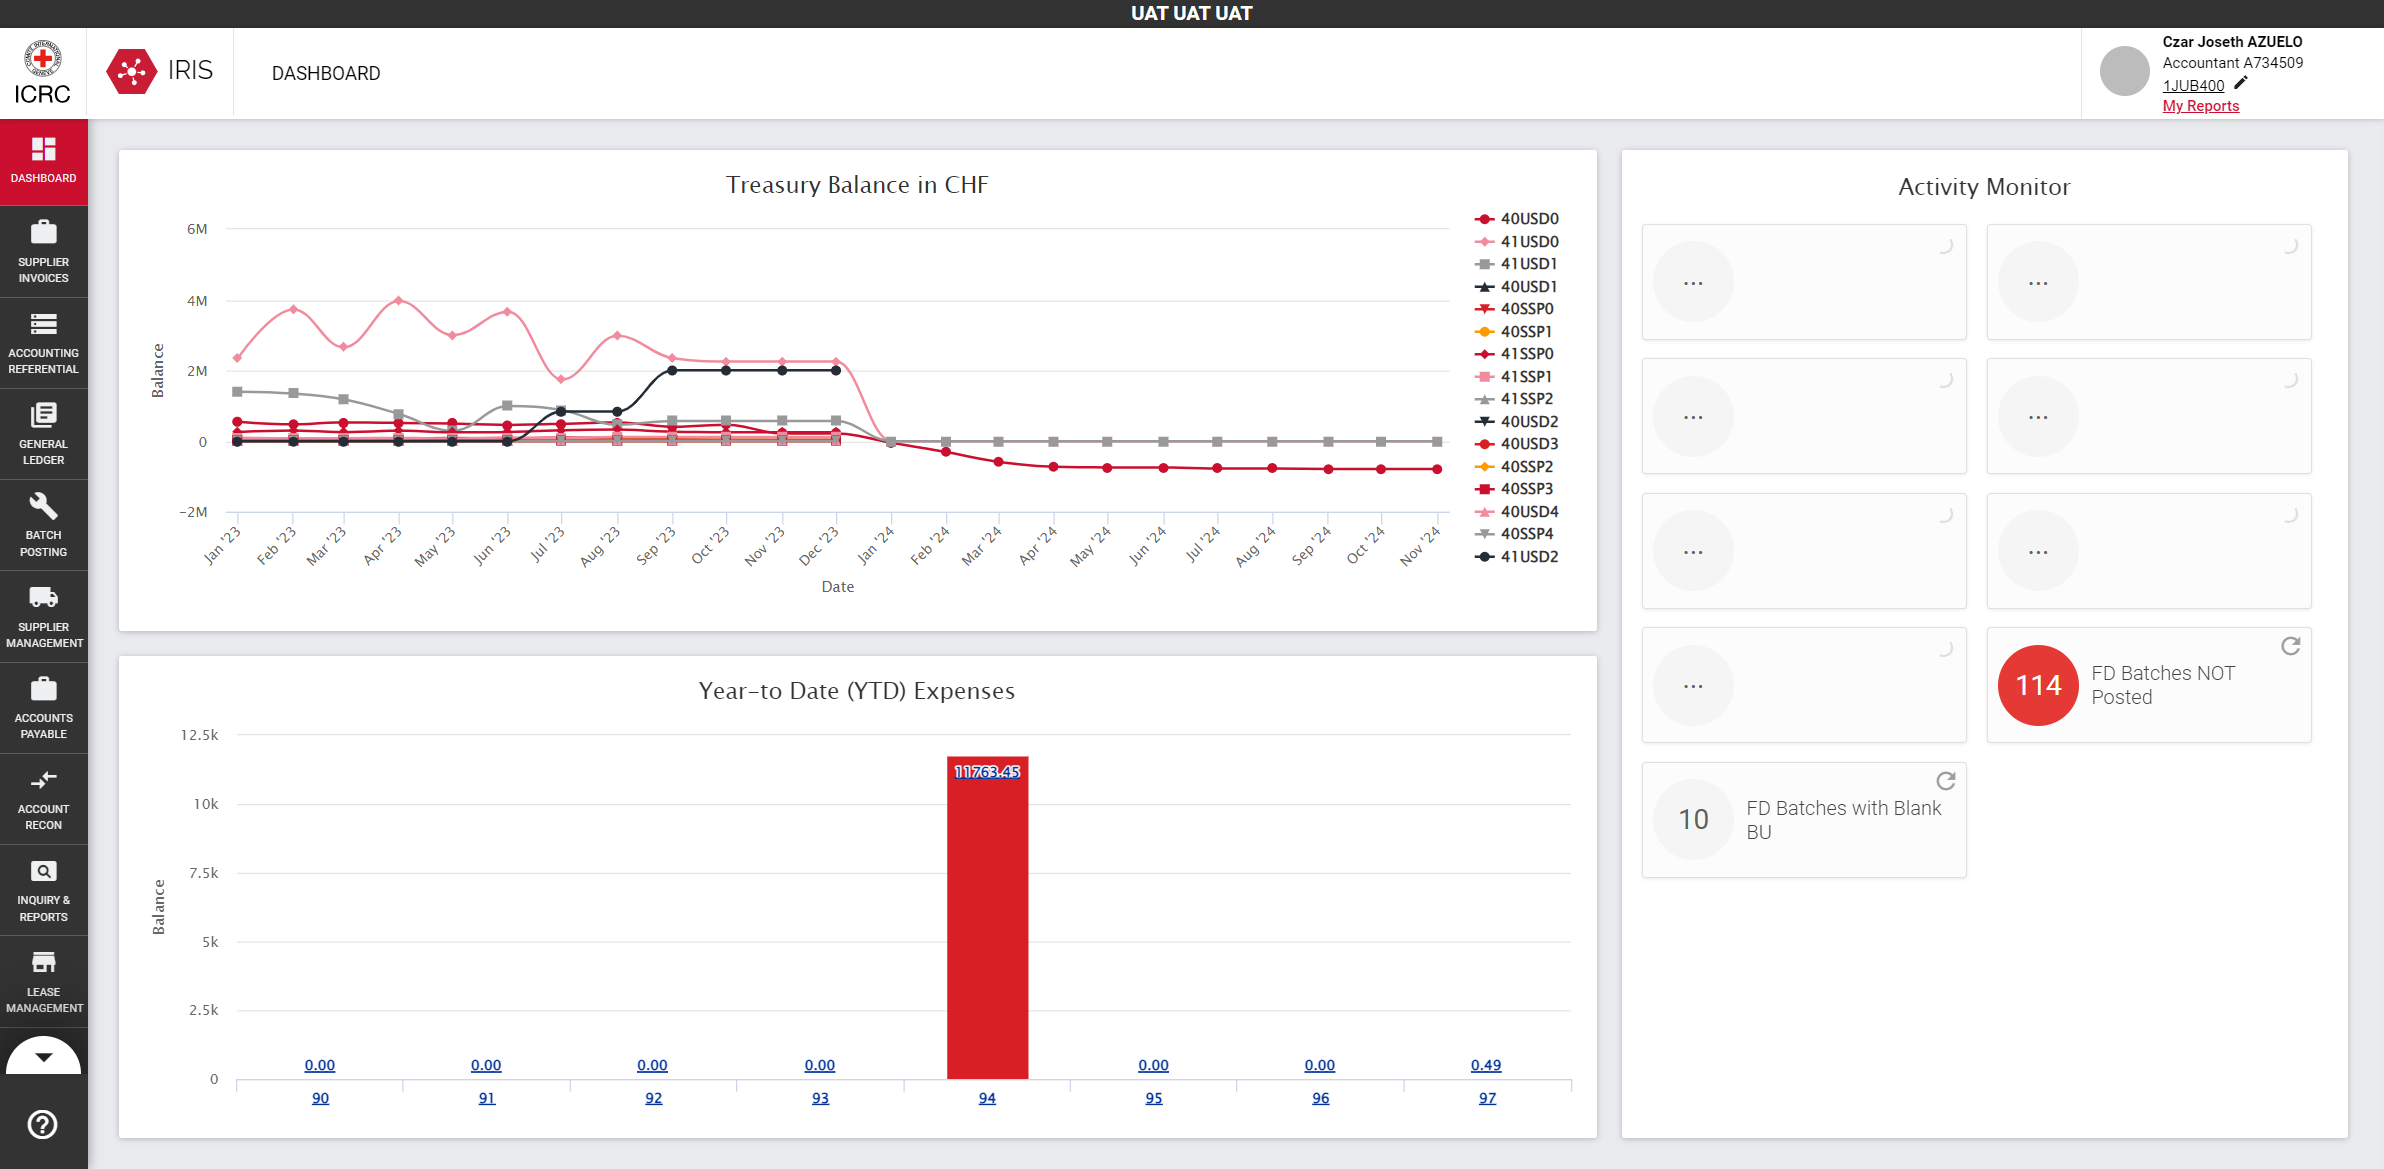 UAT UAT UAT
ICRC
IRIS
DASHBOARD
Czar Joseth AZUELO
Accountant A734509
1JUB400
My Reports
DASHBOARD
SUPPLIER
INVOICES
ACCOUNTING
REFERENTIAL
GENERAL
LEDGER
BATCH
POSTING
SUPPLIER
MANAGEMENT
ACCOUNTS
PAYABLE
ACCOUNT
RECON
INQUIRY &
REPORTS
LEASE
MANAGEMENT
Treasury Balance in CHF
Balance
6M
4M
2M
0
-2M
Jan '23
Feb '23
Mar '23
Apr '23
May '23
Jun '23
Jul '23
Aug '23
Sep '23
Oct '23
Nov '23
Dec '23
Jan '24
Feb '24
Mar '24
Apr '24
May '24
Jun '24
Jul '24
Aug '24
Sep '24
Oct '24
Nov '24
Date
40USD0
41USD0
41USD1
40USD1
40SSP0
40SSP1
41SSP0
41SSP1
41SSP2
40USD2
40USD3
40SSP2
40SSP3
40USD4
40SSP4
41USD2
Year-to Date (YTD) Expenses
Balance
12.5k
10k
7.5k
5k
2.5k
0
0.00
0.00
0.00
0.00
11763.45
0.00
0.00
0.49
90
91
92
93
94
95
96
97
Activity Monitor
...
...
...
...
...
...
...
114
FD Batches NOT
Posted
10
FD Batches with Blank
BU